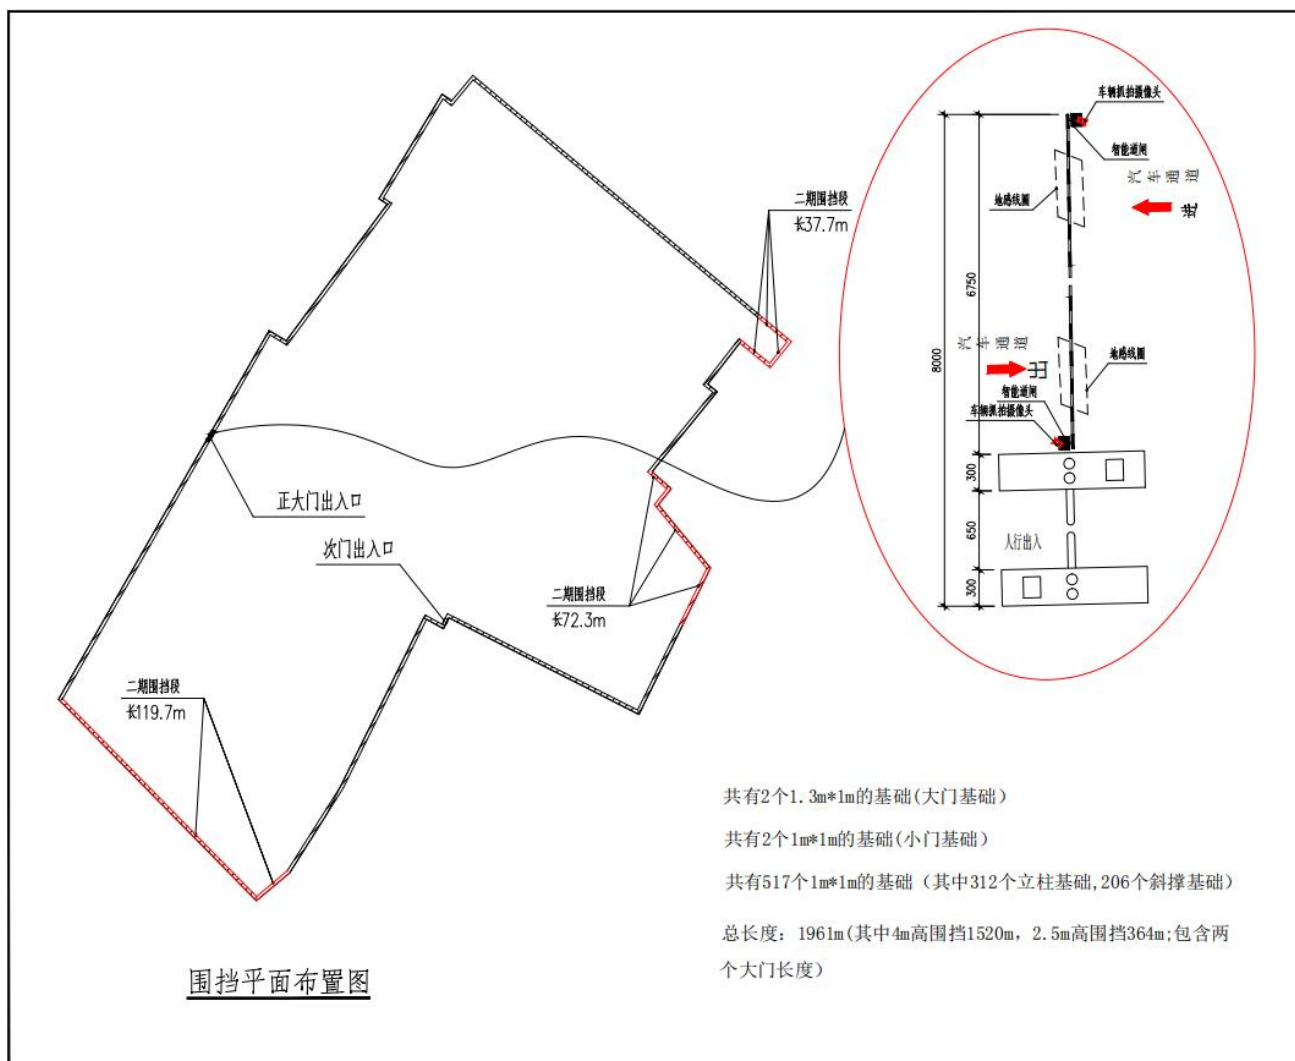 二期围挡段
长37.7m
正大门出入口
次门出入口
二期围挡段
长72.3m
二期围挡段
长119.7m
车辆抓拍摄像头
智能道闸
汽车通道
进
地感线圈
6750
8000
汽车通道
出
地感线圈
智能道闸
车辆抓拍摄像头
300
650
人行出入
300
共有2个1.3m*1m的基础(大门基础)
共有2个1m*1m的基础(小门基础)
共有517个1m*1m的基础（其中312个立柱基础,206个斜撑基础）
总长度：1961m(其中4m高围挡1520m，2.5m高围挡364m;包含两
个大门长度）
围挡平面布置图